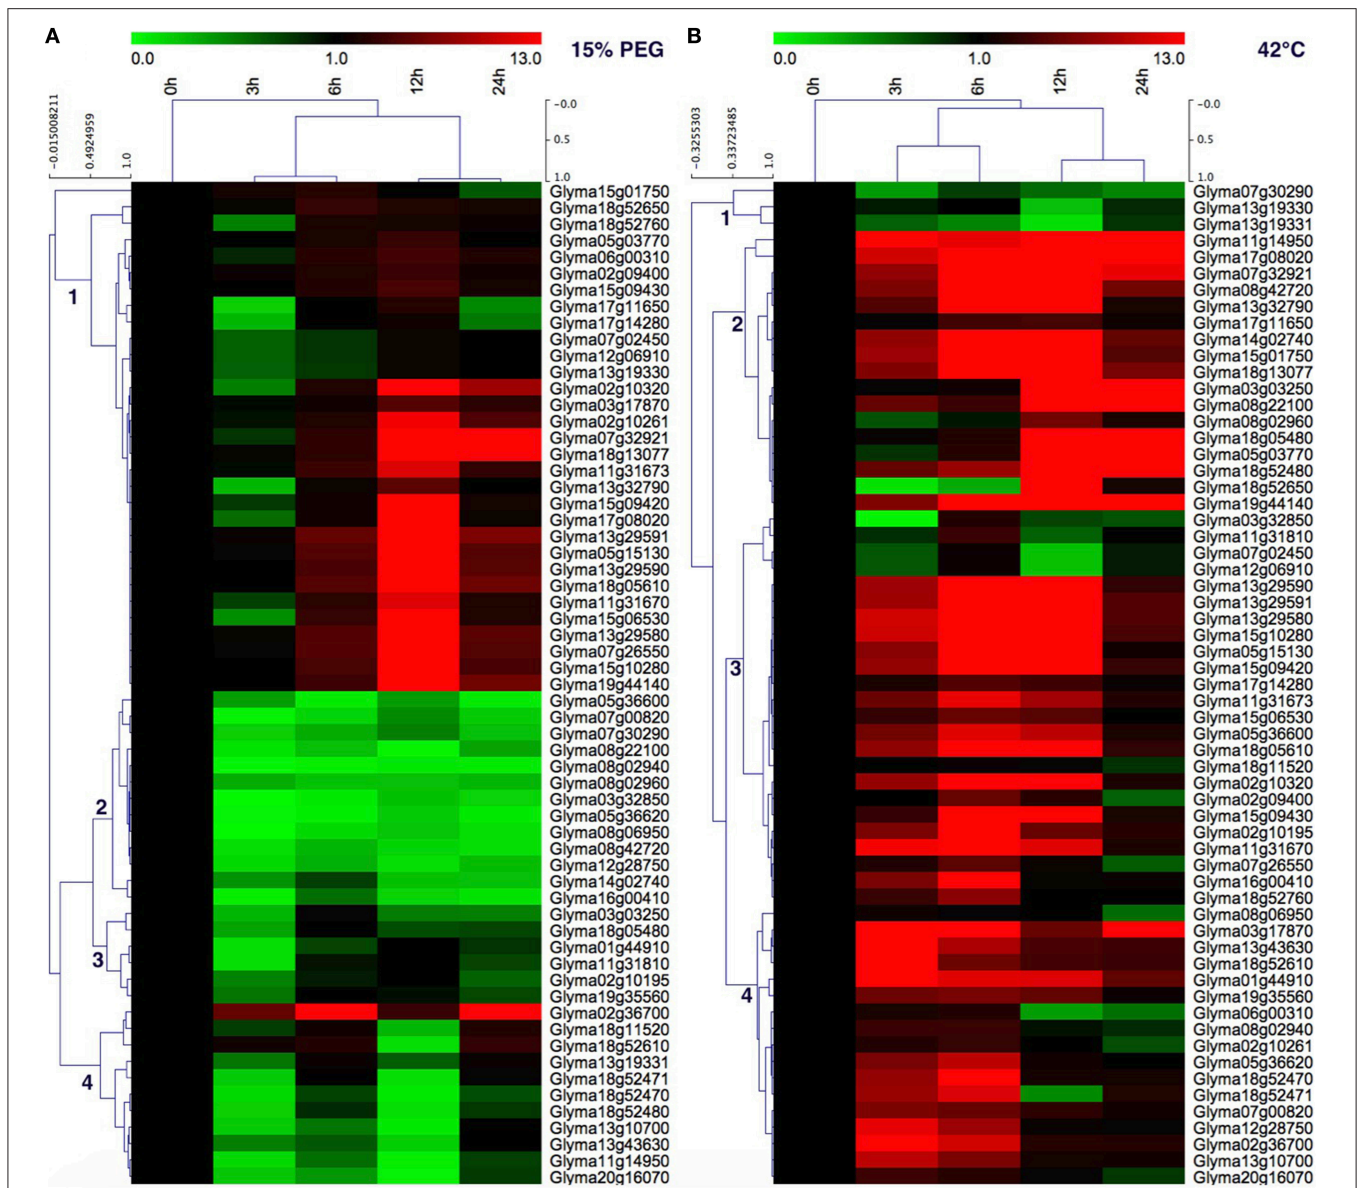 A
0.0 1.0 13.0
15% PEG
0h 3h 6h 12h 24h
-0.015008211
0.4924959
1.0
-0.0
0.5
1.0
Glyma15g01750
Glyma18g52650
Glyma18g52760
Glyma05g03770
Glyma06g00310
Glyma02g09400
Glyma15g09430
Glyma17g11650
Glyma17g14280
Glyma07g02450
Glyma12g06910
Glyma13g19330
Glyma02g10320
Glyma03g17870
Glyma02g10261
Glyma07g32921
Glyma18g13077
Glyma11g31673
Glyma13g32790
Glyma15g09420
Glyma17g08020
Glyma13g29591
Glyma05g15130
Glyma13g29590
Glyma18g05610
Glyma11g31670
Glyma15g06530
Glyma13g29580
Glyma07g26550
Glyma15g10280
Glyma19g44140
Glyma05g36600
Glyma07g00820
Glyma07g30290
Glyma08g22100
Glyma08g02940
Glyma08g02960
Glyma03g32850
Glyma05g36620
Glyma08g06950
Glyma08g42720
Glyma12g28750
Glyma14g02740
Glyma16g00410
Glyma03g03250
Glyma18g05480
Glyma01g44910
Glyma11g31810
Glyma02g10195
Glyma19g35560
Glyma02g36700
Glyma18g11520
Glyma18g52610
Glyma13g19331
Glyma18g52471
Glyma18g52470
Glyma18g52480
Glyma13g10700
Glyma13g43630
Glyma11g14950
Glyma20g16070
1
2
3
4
B
0.0 1.0 13.0
42°C
0h 3h 6h 12h 24h
-0.3255303
0.33723485
1.0
-0.0
0.5
1.0
Glyma07g30290
Glyma13g19330
Glyma13g19331
Glyma11g14950
Glyma17g08020
Glyma07g32921
Glyma08g42720
Glyma13g32790
Glyma17g11650
Glyma14g02740
Glyma15g01750
Glyma18g13077
Glyma03g03250
Glyma08g22100
Glyma08g02960
Glyma18g05480
Glyma05g03770
Glyma18g52480
Glyma18g52650
Glyma19g44140
Glyma03g32850
Glyma11g31810
Glyma07g02450
Glyma12g06910
Glyma13g29590
Glyma13g29591
Glyma13g29580
Glyma15g10280
Glyma05g15130
Glyma15g09420
Glyma17g14280
Glyma11g31673
Glyma15g06530
Glyma05g36600
Glyma18g05610
Glyma18g11520
Glyma02g10320
Glyma02g09400
Glyma15g09430
Glyma02g10195
Glyma11g31670
Glyma07g26550
Glyma16g00410
Glyma18g52760
Glyma08g06950
Glyma03g17870
Glyma13g43630
Glyma18g52610
Glyma01g44910
Glyma19g35560
Glyma06g00310
Glyma08g02940
Glyma02g10261
Glyma05g36620
Glyma18g52470
Glyma18g52471
Glyma07g00820
Glyma12g28750
Glyma02g36700
Glyma13g10700
Glyma20g16070
1
2
3
4